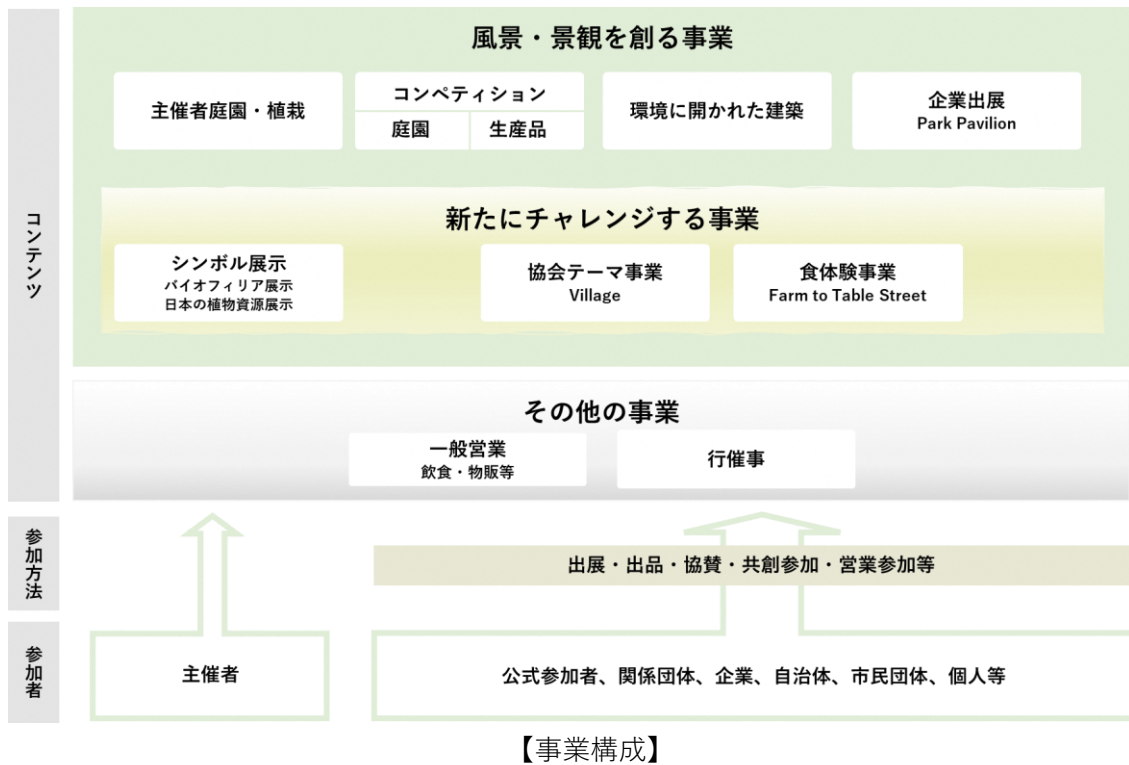 コンテンツ
風景・景観を創る事業
主催者庭園・植栽
コンペティション
庭園
生産品
環境に開かれた建築
企業出展
Park Pavilion
新たにチャレンジする事業
シンボル展示
バイオフィリア展示
日本の植物資源展示
協会テーマ事業
Village
食体験事業
Farm to Table Street
その他の事業
一般営業
飲食・物販等
行催事
参加方法
出展・出品・協賛・共創参加・営業参加等
参加者
主催者
公式参加者、関係団体、企業、自治体、市民団体、個人等
【事業構成】